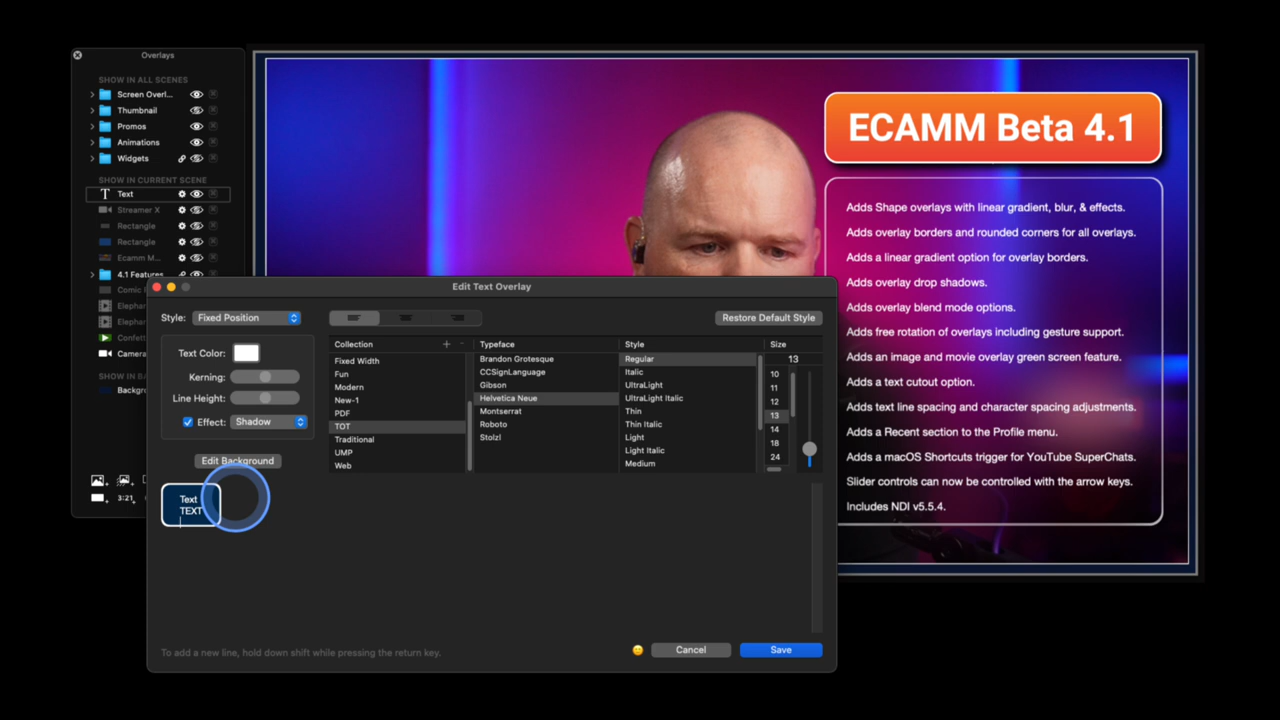 Overlays
SHOW IN ALL SCENES
Screen Overl...
Thumbnail
Promos
Animations
Widgets
SHOW IN CURRENT SCENE
Text
Streamer X
Rectangle
Rectangle
Ecamm M...
4.1 Features
Comic
Elephan
Elephan
Confett
Camera
SHOW IN BA
Backgr
3:21
ECAMM Beta 4.1
Adds Shape overlays with linear gradient, blur, & effects.
Adds overlay borders and rounded corners for all overlays.
Adds a linear gradient option for overlay borders.
Adds overlay drop shadows.
Adds overlay blend mode options.
Adds free rotation of overlays including gesture support.
Adds an image and movie overlay green screen feature.
Adds a text cutout option.
Adds text line spacing and character spacing adjustments.
Adds a Recent section to the Profile menu.
Adds a macOS Shortcuts trigger for YouTube SuperChats.
Slider controls can now be controlled with the arrow keys.
Includes NDI v5.5.4.
Edit Text Overlay
Style: Fixed Position
Restore Default Style
Text Color:
Kerning:
Line Height:
Effect: Shadow
Edit Background
Collection
Fixed Width
Fun
Modern
New-1
PDF
TOT
Traditional
UMP
Web
Typeface
Brandon Grotesque
CCSignLanguage
Gibson
Helvetica Neue
Montserrat
Roboto
Stolzl
Style
Regular
Italic
UltraLight
UltraLight Italic
Thin
Thin Italic
Light
Light Italic
Medium
Size
13
10
11
12
13
14
18
24
Text
TEXT
To add a new line, hold down shift while pressing the return key.
Cancel
Save